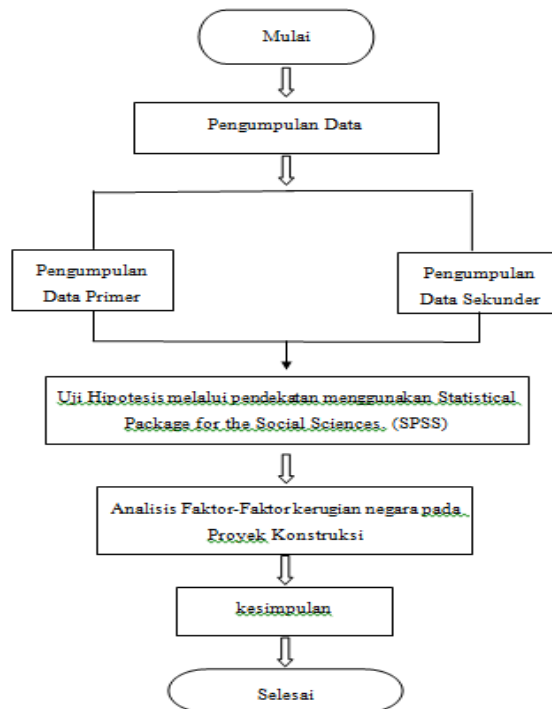 Mulai
Pengumpulan Data
Pengumpulan
Data Primer
Pengumpulan
Data Sekunder
Uji Hipotesis melalui pendekatan menggunakan Statistical
Package for the Social Sciences. (SPSS)
Analisis Faktor-Faktor kerugian negara pada
Proyek Konstruksi
kesimpulan
Selesai